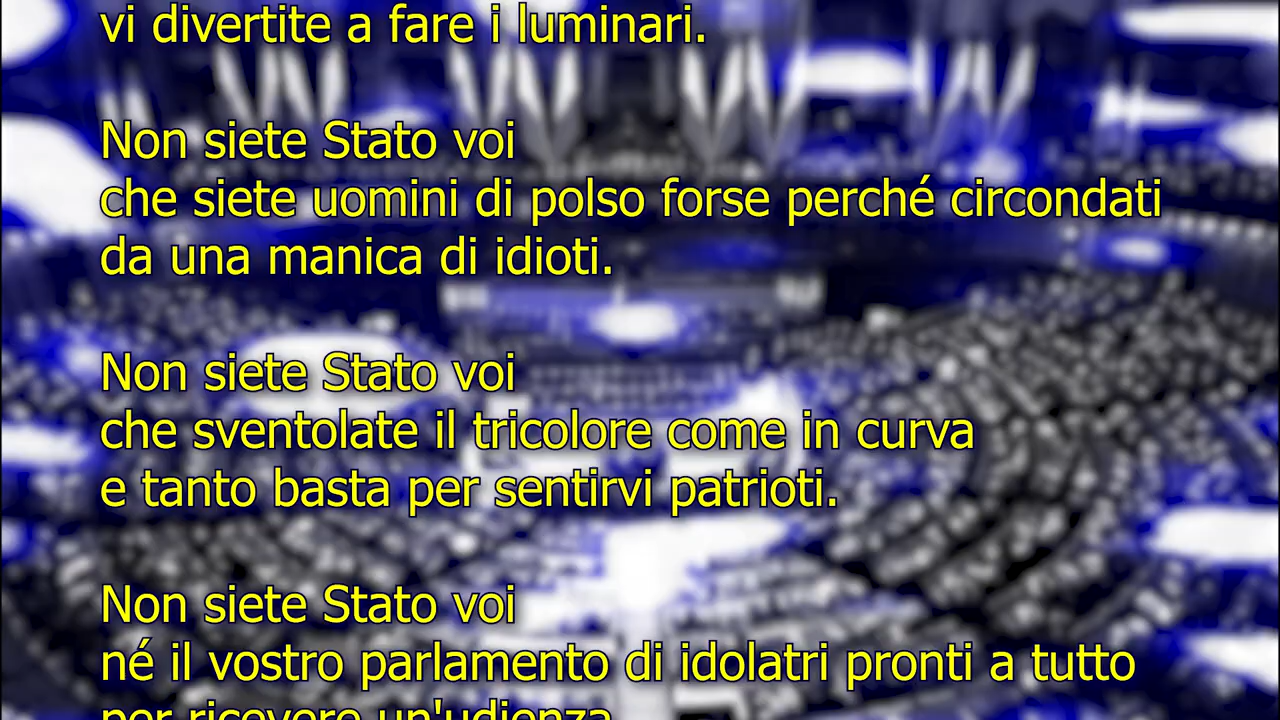 vi divertite a fare i luminari.
Non siete Stato voi
che siete uomini di polso forse perché circondati
da una manica di idioti.
Non siete Stato voi
che sventolate il tricolore come in curva
e tanto basta per sentirvi patrioti.
Non siete Stato voi
né il vostro parlamento di idolatri pronti a tutto
per ricevere un'udienza